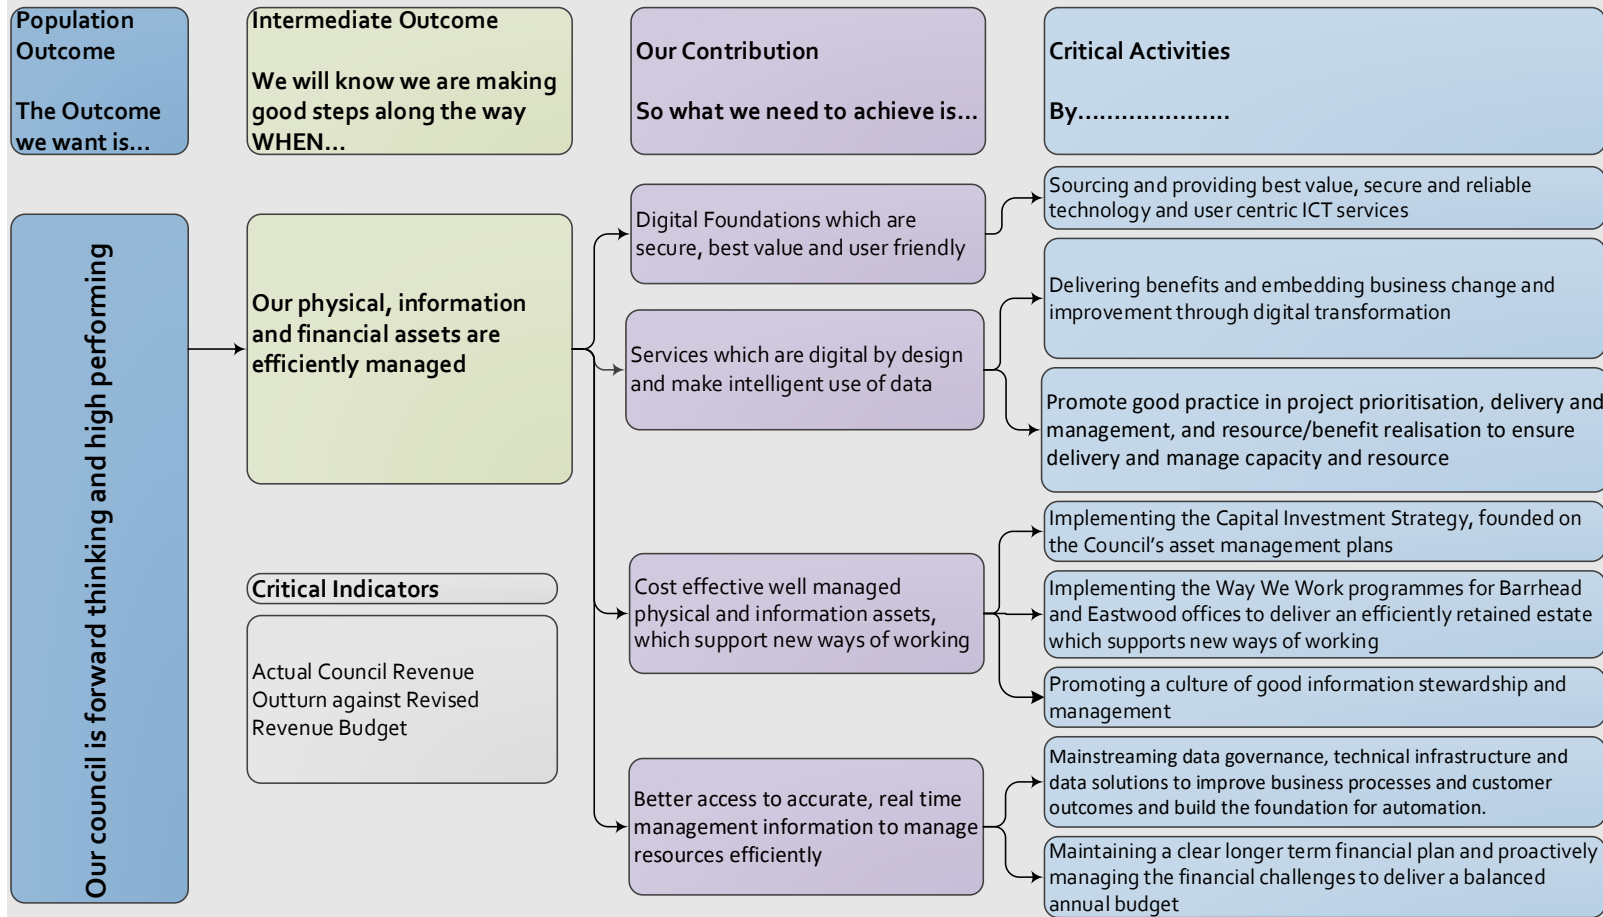 Population
Outcome
The Outcome
we want is...
Intermediate Outcome
We will know we are making
good steps along the way
WHEN...
Our Contribution
So what we need to achieve is...
Critical Activities
By.....................
Our council is forward thinking and high performing
Our physical, information
and financial assets are
efficiently managed
Critical Indicators
Actual Council Revenue
Outturn against Revised
Revenue Budget
Digital Foundations which are
secure, best value and user friendly
Services which are digital by design
and make intelligent use of data
Cost effective well managed
physical and information assets,
which support new ways of working
Better access to accurate, real time
management information to manage
resources efficiently
Sourcing and providing best value, secure and reliable
technology and user centric ICT services
Delivering benefits and embedding business change and
improvement through digital transformation
Promote good practice in project prioritisation, delivery and
management, and resource/benefit realisation to ensure
delivery and manage capacity and resource
Implementing the Capital Investment Strategy, founded on
the Council's asset management plans
Implementing the Way We Work programmes for Barrhead
and Eastwood offices to deliver an efficiently retained estate
which supports new ways of working
Promoting a culture of good information stewardship and
management
Mainstreaming data governance, technical infrastructure and
data solutions to improve business processes and customer
outcomes and build the foundation for automation.
Maintaining a clear longer term financial plan and proactively
managing the financial challenges to deliver a balanced
annual budget